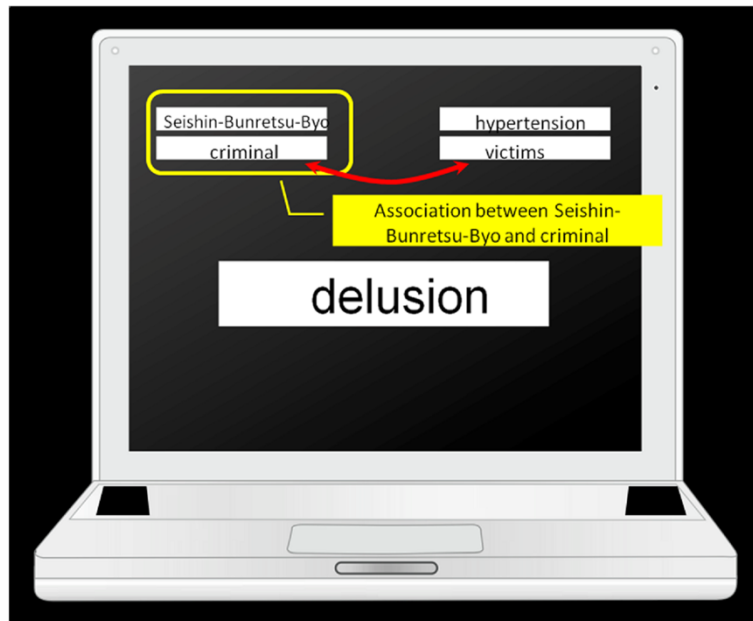 Seishin-Bunretsu-Byo
criminal
hypertension
victims
Association between Seishin-
Bunretsu-Byo and criminal
delusion